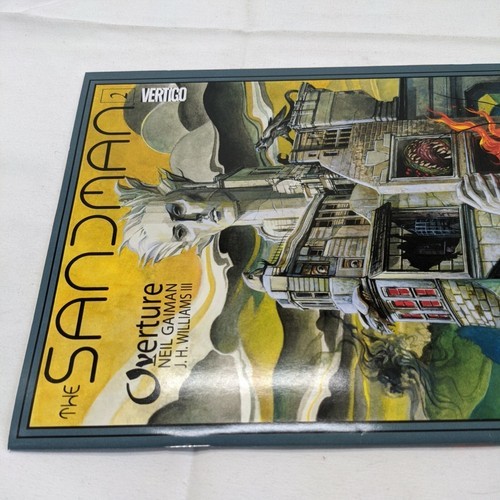 THE SANDMAN 2
VERTIGO
Overture
NEIL GAIMAN
J.H. WILLIAMS III